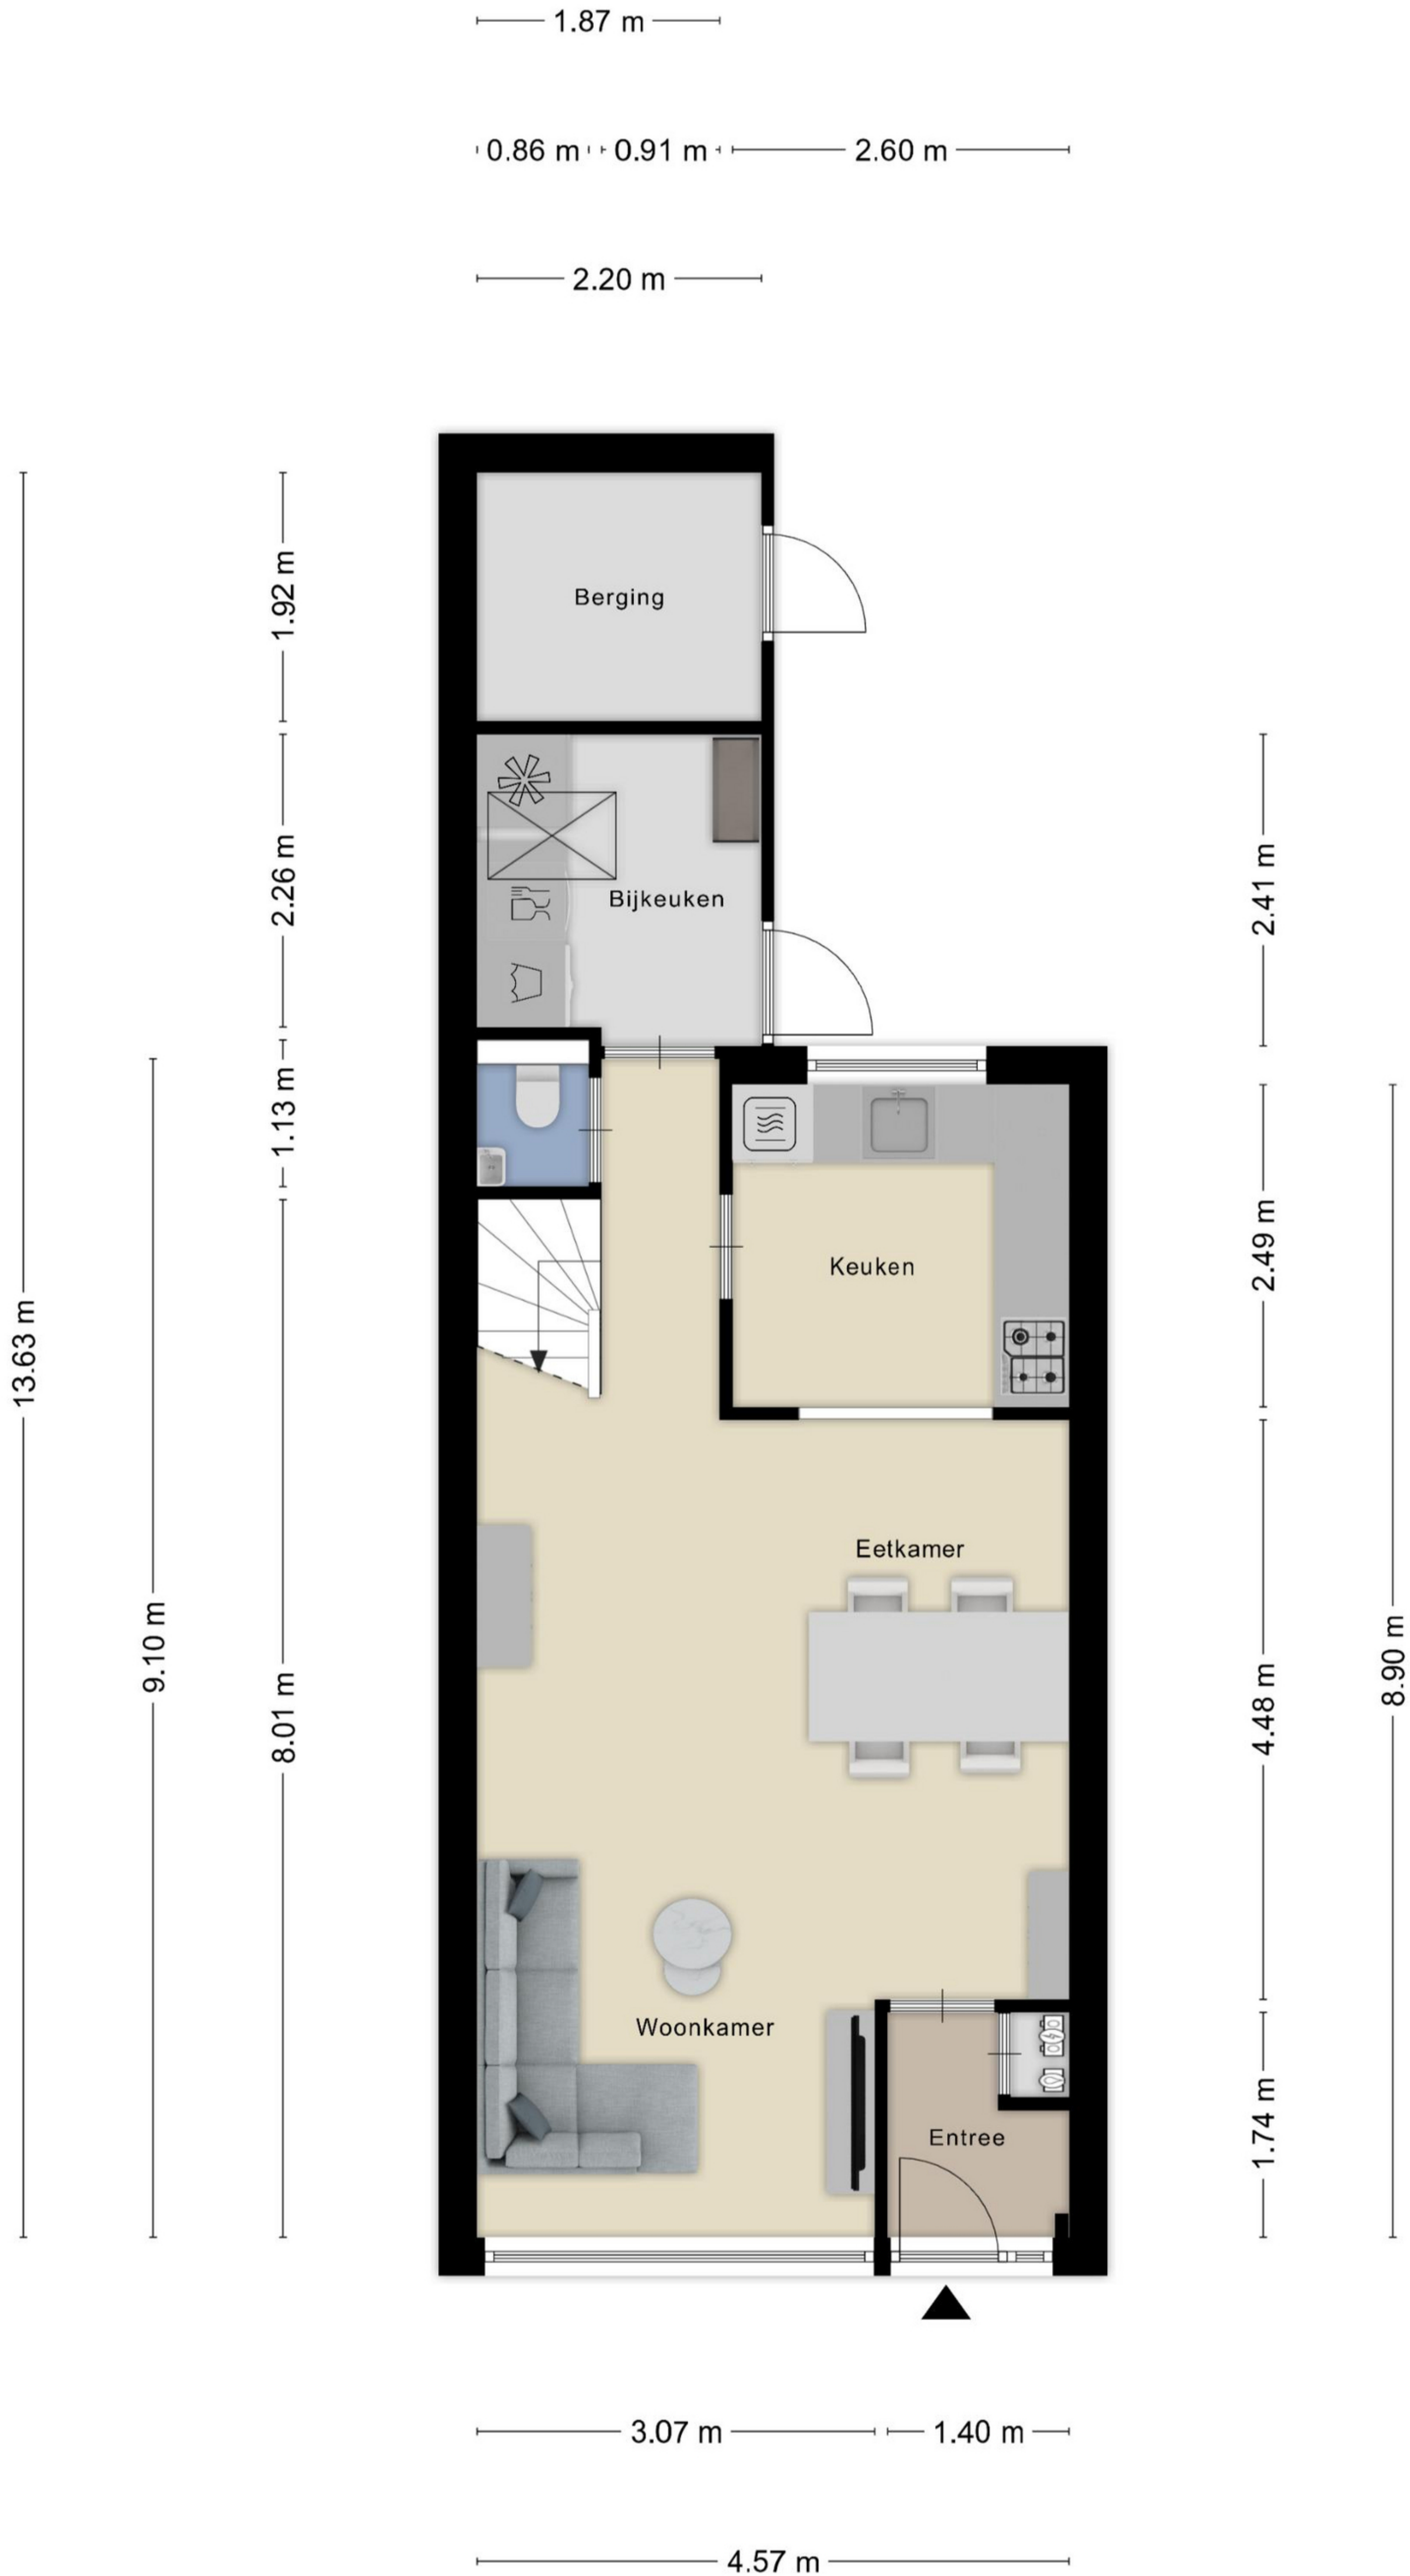 1.87 m
0.86 m
0.91 m
2.60 m
2.20 m
1.92 m
Berging
2.26 m
2.41 m
Bijkeuken
1.13 m
2.49 m
Keuken
13.63 m
Eetkamer
9.10 m
8.01 m
4.48 m
8.90 m
Woonkamer
Entree
1.74 m
3.07 m
1.40 m
4.57 m